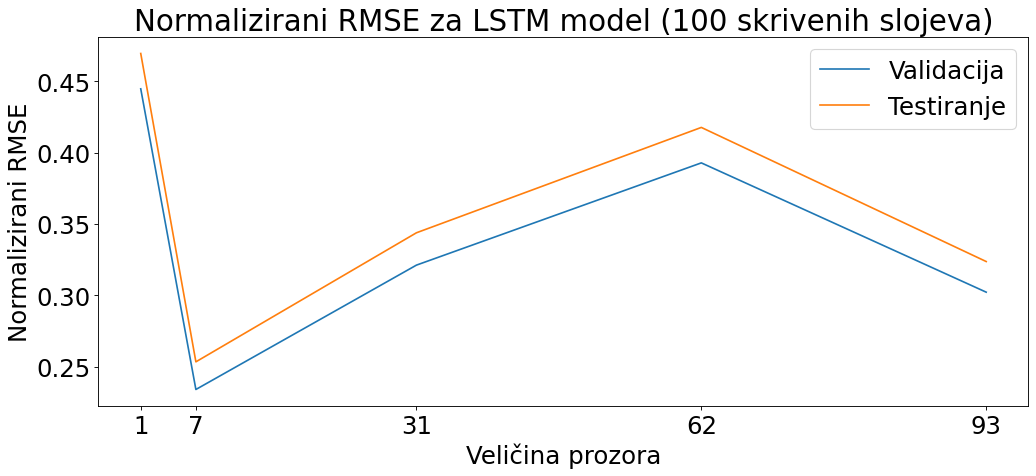 Normalizirani RMSE za LSTM model (100 skrivenih slojeva)
Validacija
Testiranje
Normalizirani RMSE
0.45
0.40
0.35
0.30
0.25
1 7 31 62 93
Veličina prozora